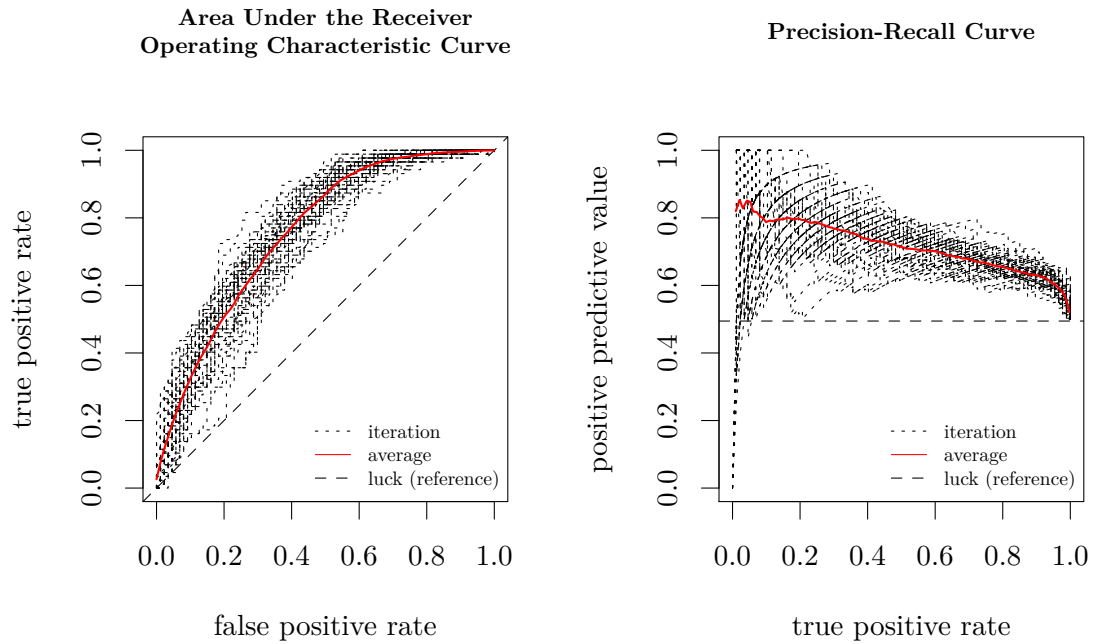 Area Under the Receiver
Operating Characteristic Curve
true positive rate
1.0
0.8
0.6
0.4
0.2
0.0
iteration
average
luck (reference)
0.0 0.2 0.4 0.6 0.8 1.0
false positive rate
Precision-Recall Curve
positive predictive value
1.0
0.8
0.6
0.4
0.2
0.0
iteration
average
luck (reference)
0.0 0.2 0.4 0.6 0.8 1.0
true positive rate